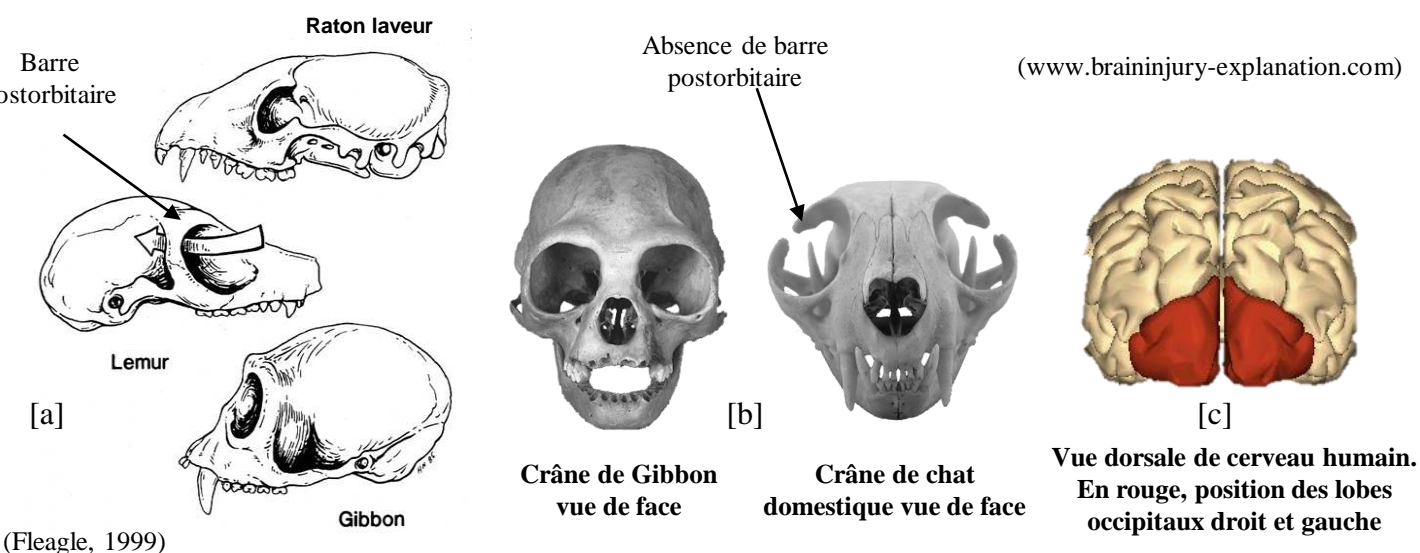 Raton laveur
Barre
ostorbitaire
Lemur
[a]
Gibbon
(Fleagle, 1999)
Absence de barre
postorbitaire
[b]
Crâne de Gibbon
vue de face
Crâne de chat
domestique vue de face
(www.braininjury-explanation.com)
[c]
Vue dorsale de cerveau humain.
En rouge, position des lobes
occipitaux droit et gauche